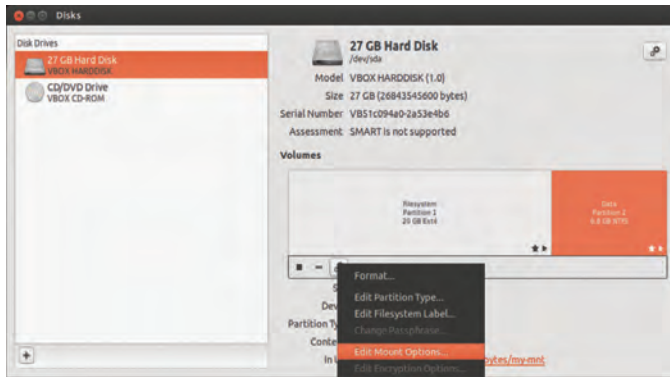 Disks
Disk Drives
27 GB Hard Disk
VBOX HARDDISK
CD/DVD Drive
VBOX CD-ROM
27 GB Hard Disk
/dev/sda
Model VBOX HARDDISK (1.0)
Size 27 GB (26843545600 bytes)
Serial Number VB51c094a0-2a53e4b6
Assessment SMART is not supported
Volumes
Filesystem
Partition 1
20 GB Ext4
Data
Partition 2
6.8 GB NTFS
Format...
Edit Partition Type...
Edit Filesystem Label...
Change Passphrase...
Edit Mount Options...
Edit Encryption Options...
S
Dev
Partition Ty
Conte
In U
bytes/my-mnt